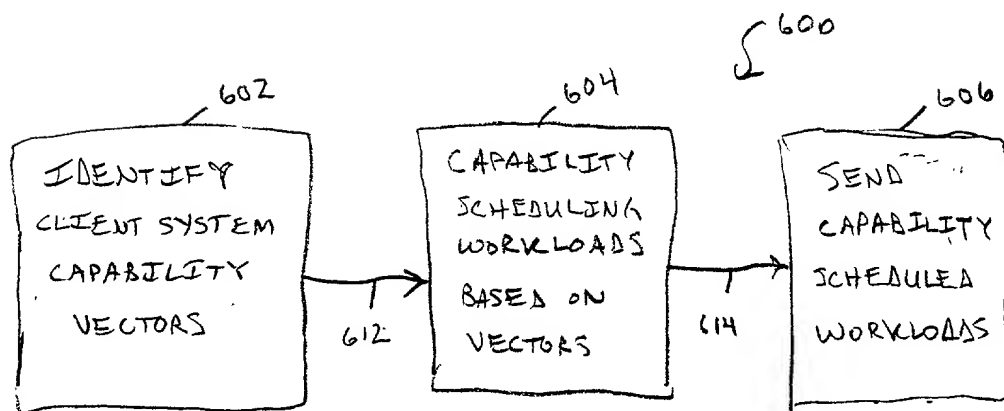 600
602
604
606
IDENTIFY
CLIENT SYSTEM
CAPABILITY
VECTORS
612
CAPABILITY
SCHEDULING
WORKLOADS
BASED ON
VECTORS
614
SEND
CAPABILITY
SCHEDULED
WORKLOADS